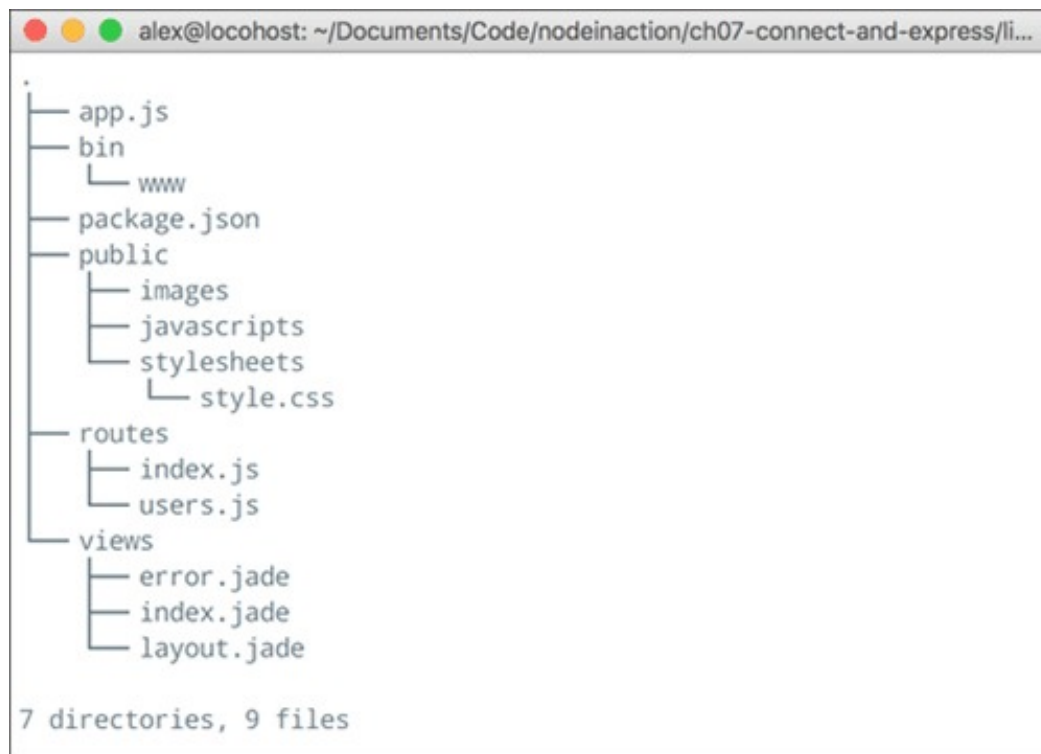 alex@locohost: ~/Documents/Code/nodeinaction/ch07-connect-and-express/li...
.
├── app.js
├── bin
│   └── www
├── package.json
├── public
│   ├── images
│   ├── javascripts
│   └── stylesheets
│       └── style.css
├── routes
│   ├── index.js
│   └── users.js
└── views
    ├── error.jade
    ├── index.jade
    └── layout.jade
7 directories, 9 files